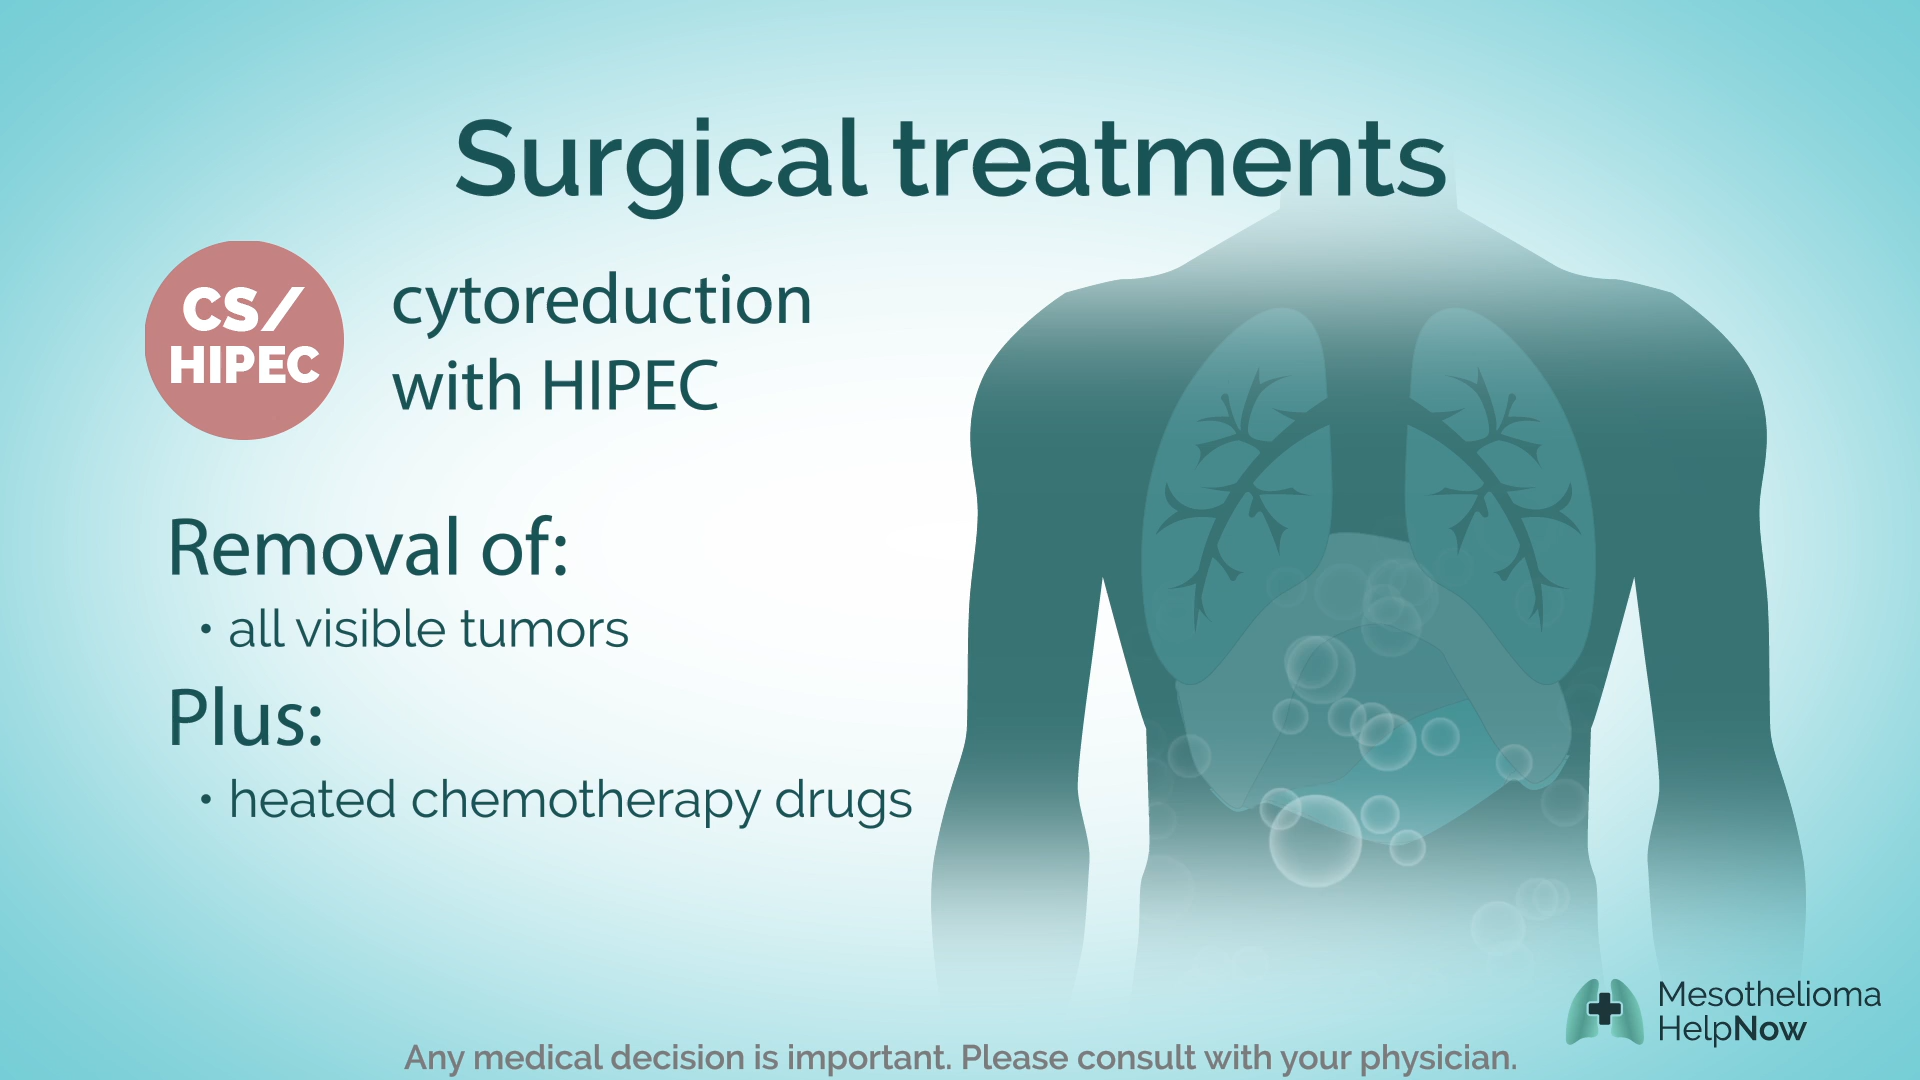 Surgical treatments
CS/
HIPEC
cytoreduction
with HIPEC
Removal of:
• all visible tumors
Plus:
• heated chemotherapy drugs
Mesothelioma
HelpNow
Any medical decision is important. Please consult with your physician.